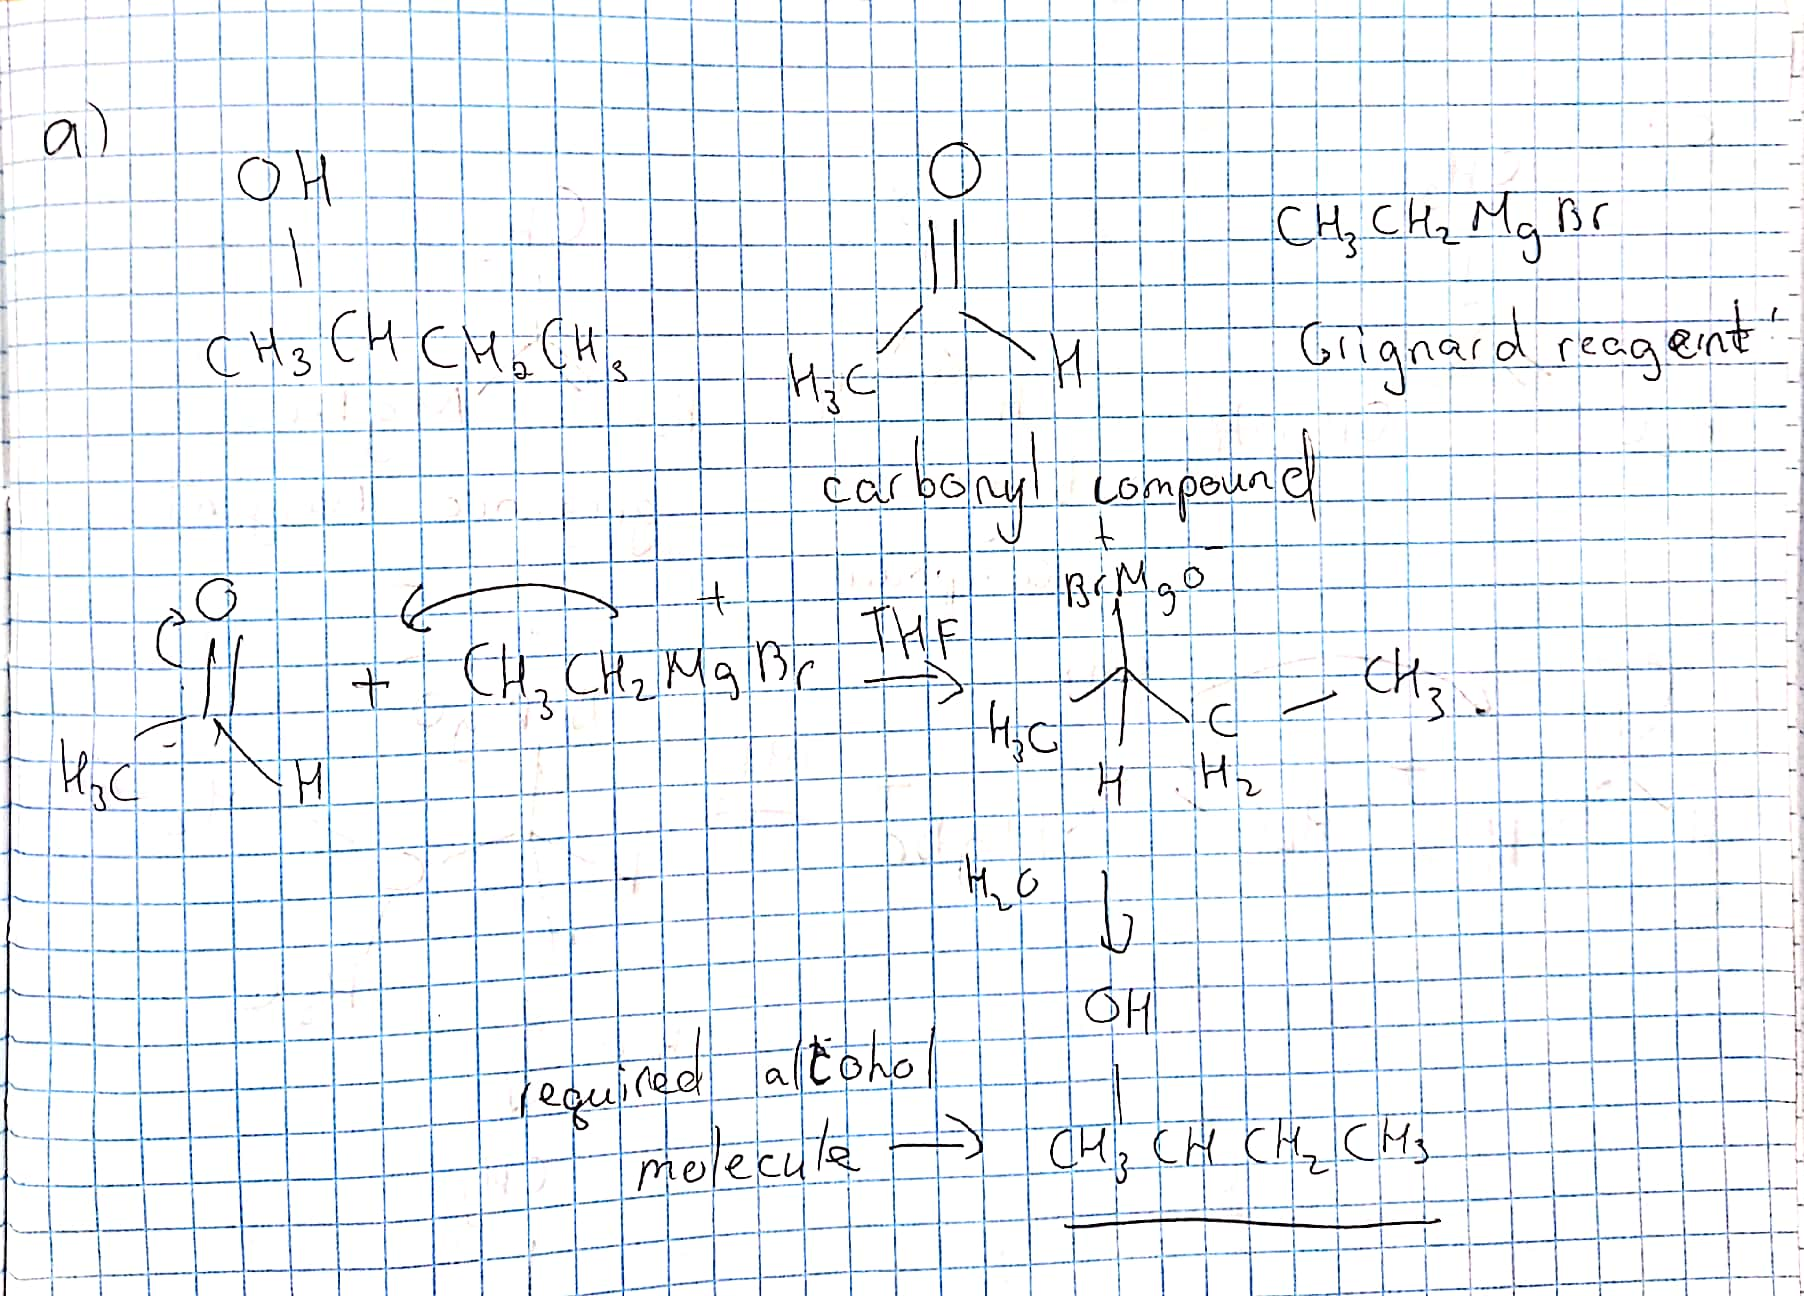 a)
OH
|
CH₃ CH CH₂ CH₃
O
H₃C H
CH₃ CH₂ Mg Br
Grignard reagent
carbonyl compound
O
H₃C H
+ CH₃ CH₂ Mg Br +
THF
+ -
BrMgO
H₃C H C H₂ - CH₃
H₂O
OH
|
CH₃ CH CH₂ CH₃
required alcohol
molecule →